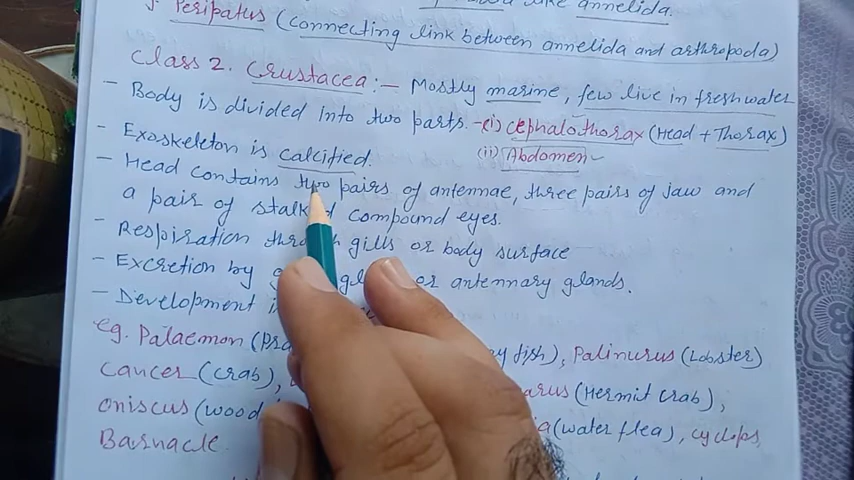 annelida.
Peripatus (connecting link between annelida and arthropoda)
Class 2. Crustacea :- Mostly marine, few live in freshwater
- Body is divided into two parts. -(i) cephalothorax (Head + Thorax)
(ii) Abdomen
- Exoskeleton is calcified.
- Head contains two pairs of antennae, three pairs of jaw and
a pair of stalked compound eyes.
- Respiration through gills or body surface
- Excretion by or antennary glands.
- Development
eg. Palaemon fish), Palinurus (Lobster)
Cancer (crab), (Hermit crab),
Oniscus (wood (water flea), cyclops,
Barnacle.